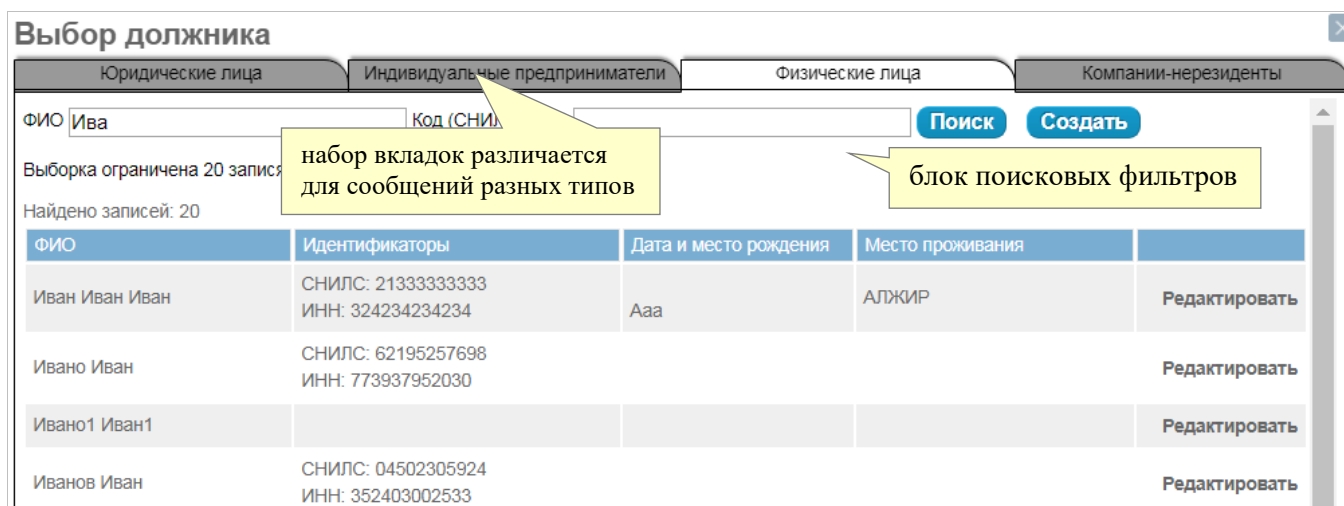 Выбор должника
Юридические лица Индивидуальные предприниматели Физические лица Компании-нерезиденты
ФИО Ива Код (СНИЛ Поиск Создать
набор вкладок различается
для сообщений разных типов
блок поисковых фильтров
Выборка ограничена 20 запися
Найдено записей: 20
ФИО Идентификаторы Дата и место рождения Место проживания
Иван Иван Иван СНИЛС: 21333333333 АЛЖИР Редактировать
ИНН: 324234234234 Ааа
Ивано Иван СНИЛС: 62195257698 Редактировать
ИНН: 773937952030
Ивано1 Иван1 Редактировать
Иванов Иван СНИЛС: 04502305924 Редактировать
ИНН: 352403002533